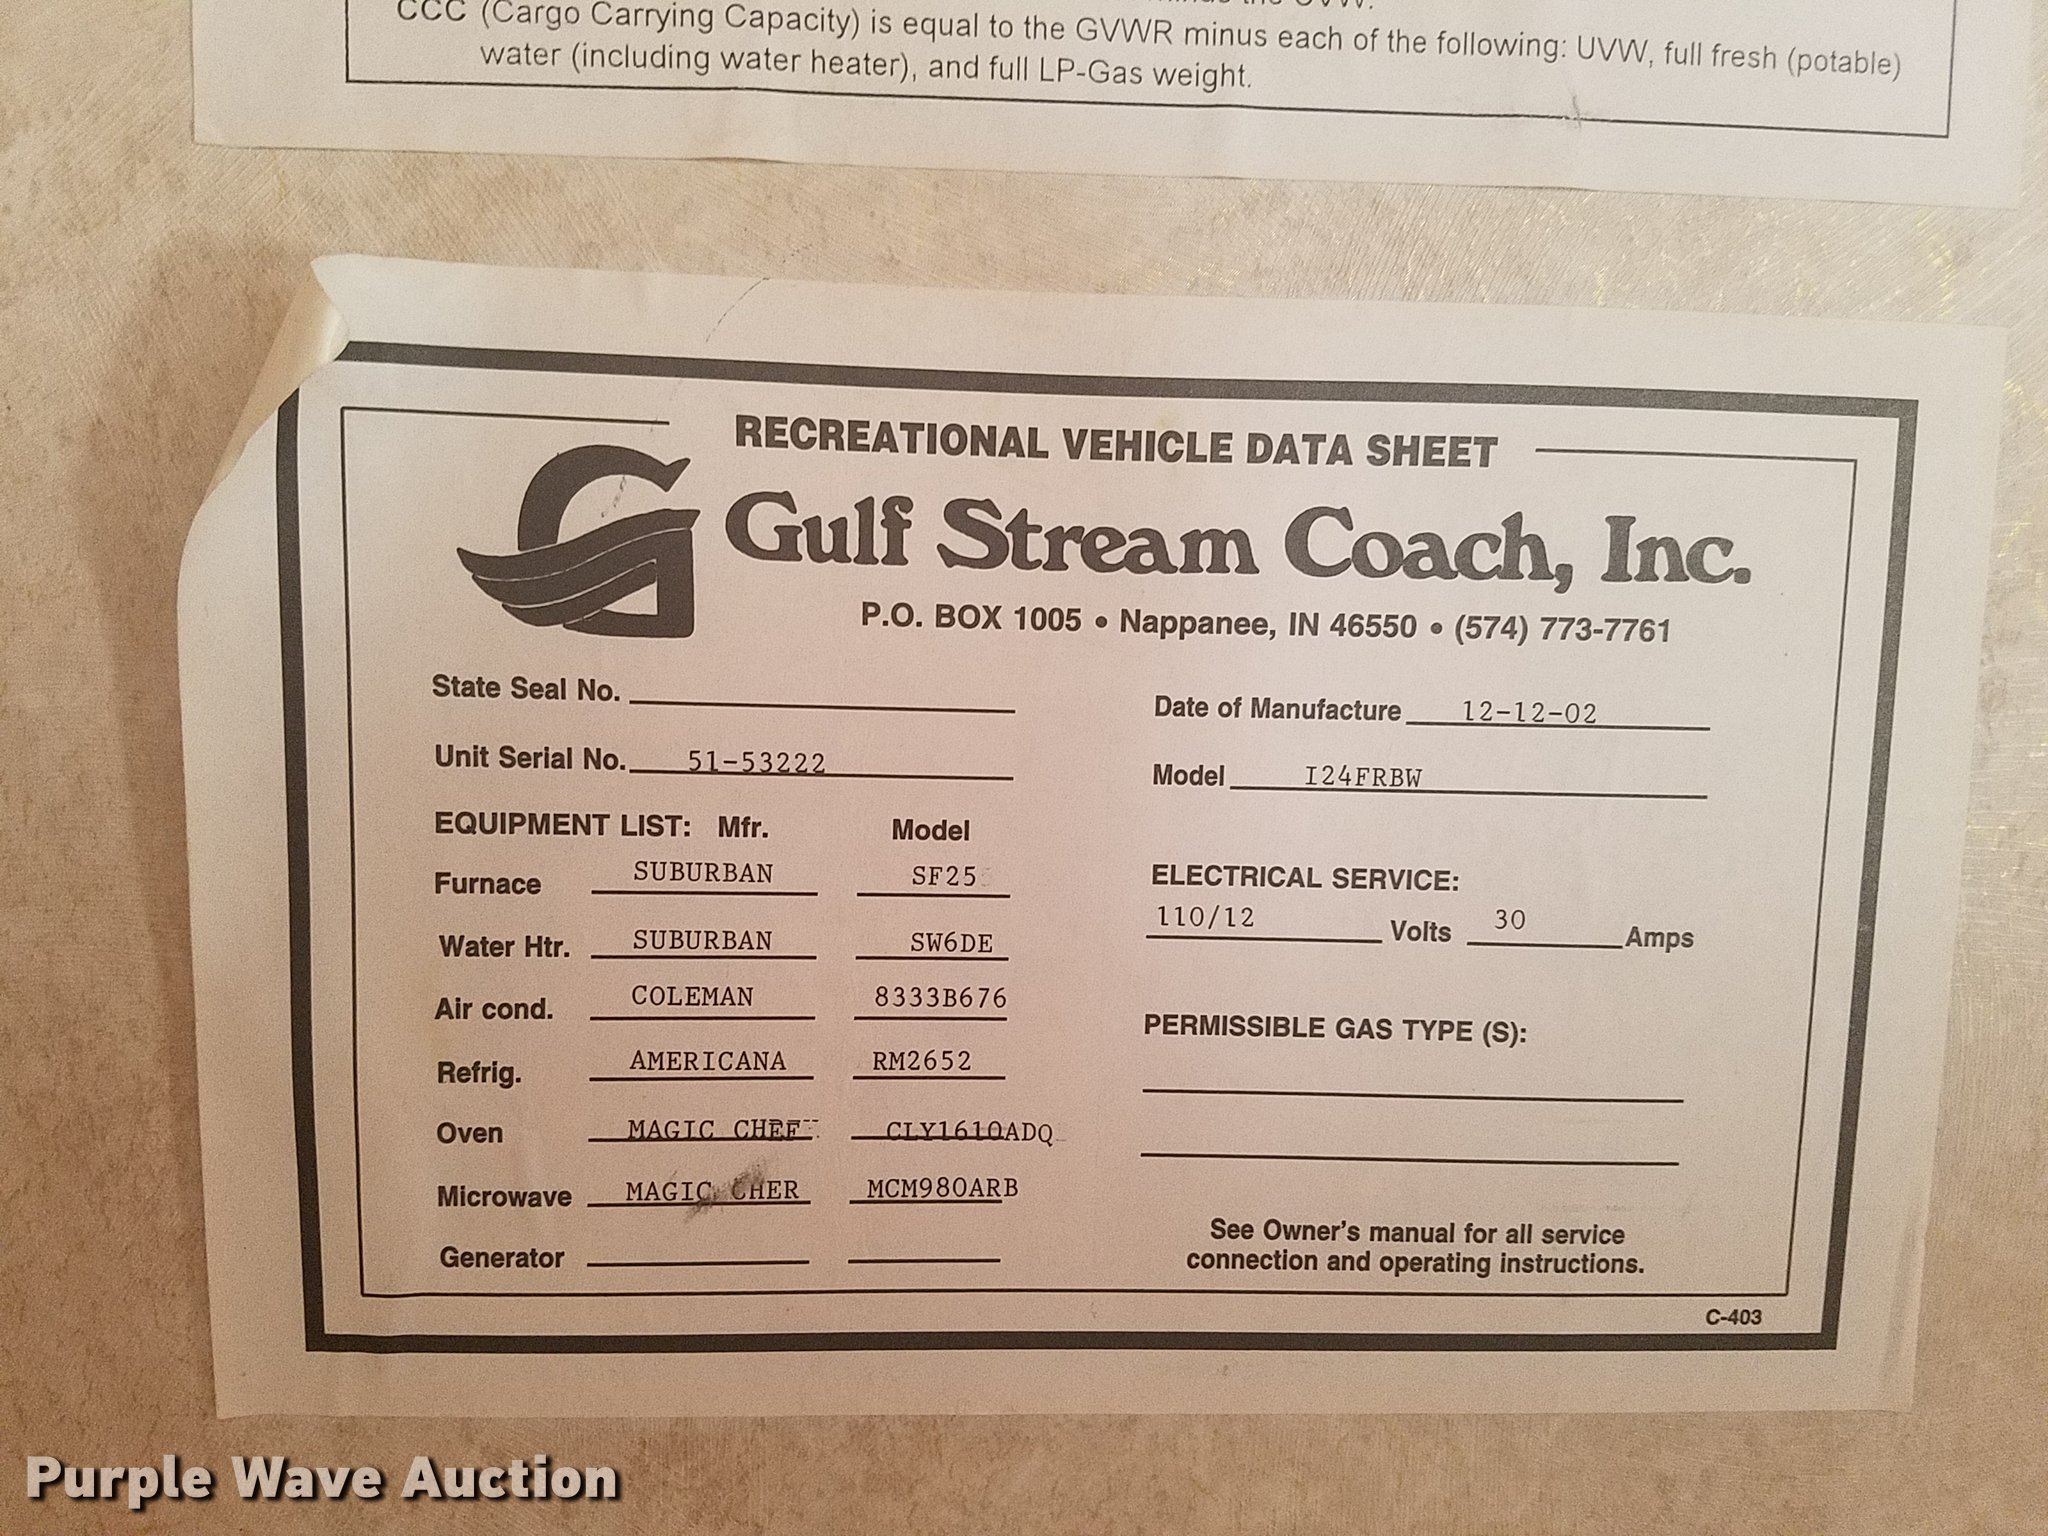 CCC (Cargo Carrying Capacity) is equal to the GVWR minus each of the following: UVW, full fresh (potable)
water (including water heater), and full LP-Gas weight.
RECREATIONAL VEHICLE DATA SHEET
Gulf Stream Coach, Inc.
P.O. BOX 1005 • Nappanee, IN 46550 • (574) 773-7761
State Seal No.
Date of Manufacture 12-12-02
Unit Serial No. 51-53222
Model I24FRBW
EQUIPMENT LIST: Mfr. Model
Furnace SUBURBAN SF25
ELECTRICAL SERVICE:
110/12 Volts 30 Amps
Water Htr. SUBURBAN SW6DE
Air cond. COLEMAN 8333B676
PERMISSIBLE GAS TYPE (S):
Refrig. AMERICANA RM2652
Oven MAGIC CHEF CLY1610ADQ
Microwave MAGIC CHER MCM980ARB
Generator
See Owner's manual for all service
connection and operating instructions.
C-403
Purple Wave Auction